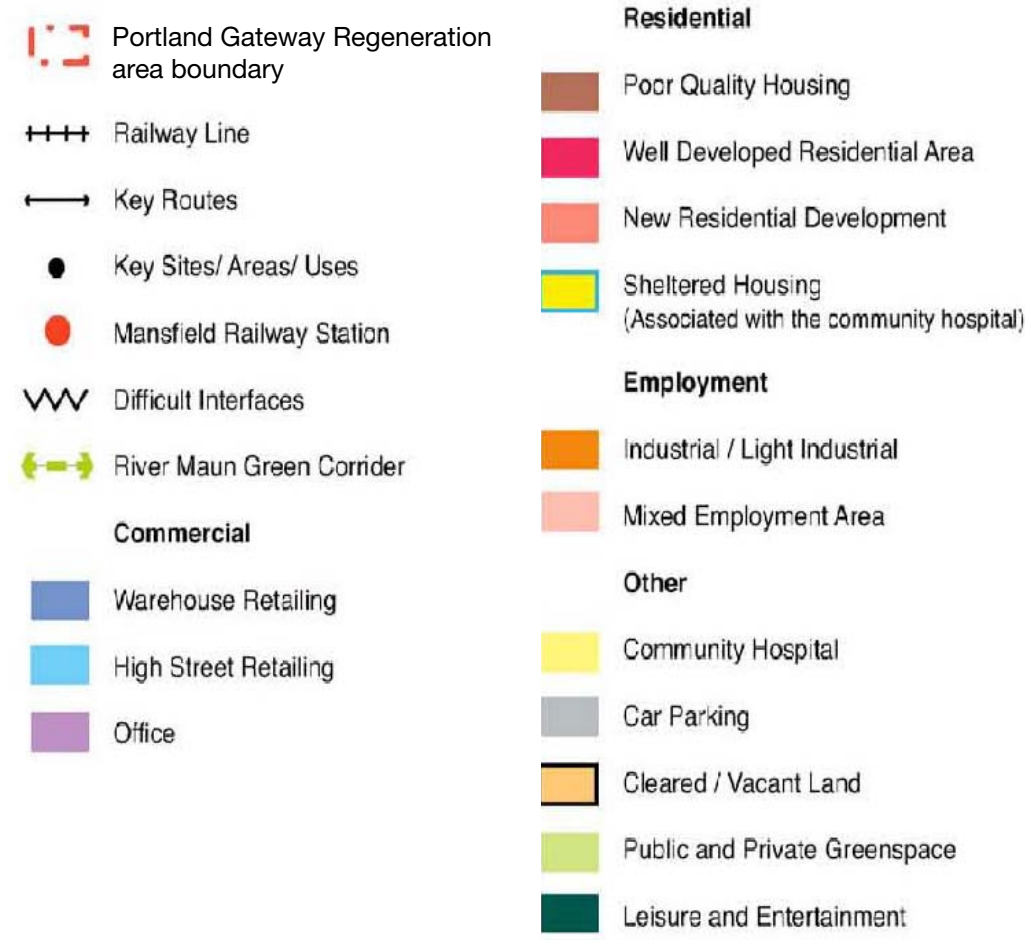 Portland Gateway Regeneration
area boundary
Railway Line
Key Routes
Key Sites/ Areas/ Uses
Mansfield Railway Station
Difficult Interfaces
River Maun Green Corrider
Commercial
Warehouse Retailing
High Street Retailing
Office
Residential
Poor Quality Housing
Well Developed Residential Area
New Residential Development
Sheltered Housing
(Associated with the community hospital)
Employment
Industrial / Light Industrial
Mixed Employment Area
Other
Community Hospital
Car Parking
Cleared / Vacant Land
Public and Private Greenspace
Leisure and Entertainment